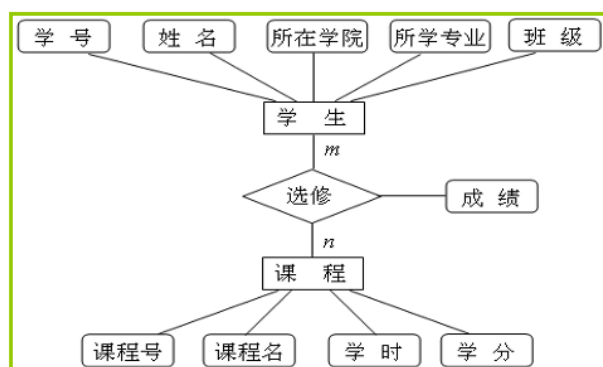 学 号 姓 名 所在学院 所学专业 班 级
学 生
m
选修 成 绩
n
课 程
课程号 课程名 学 时 学 分